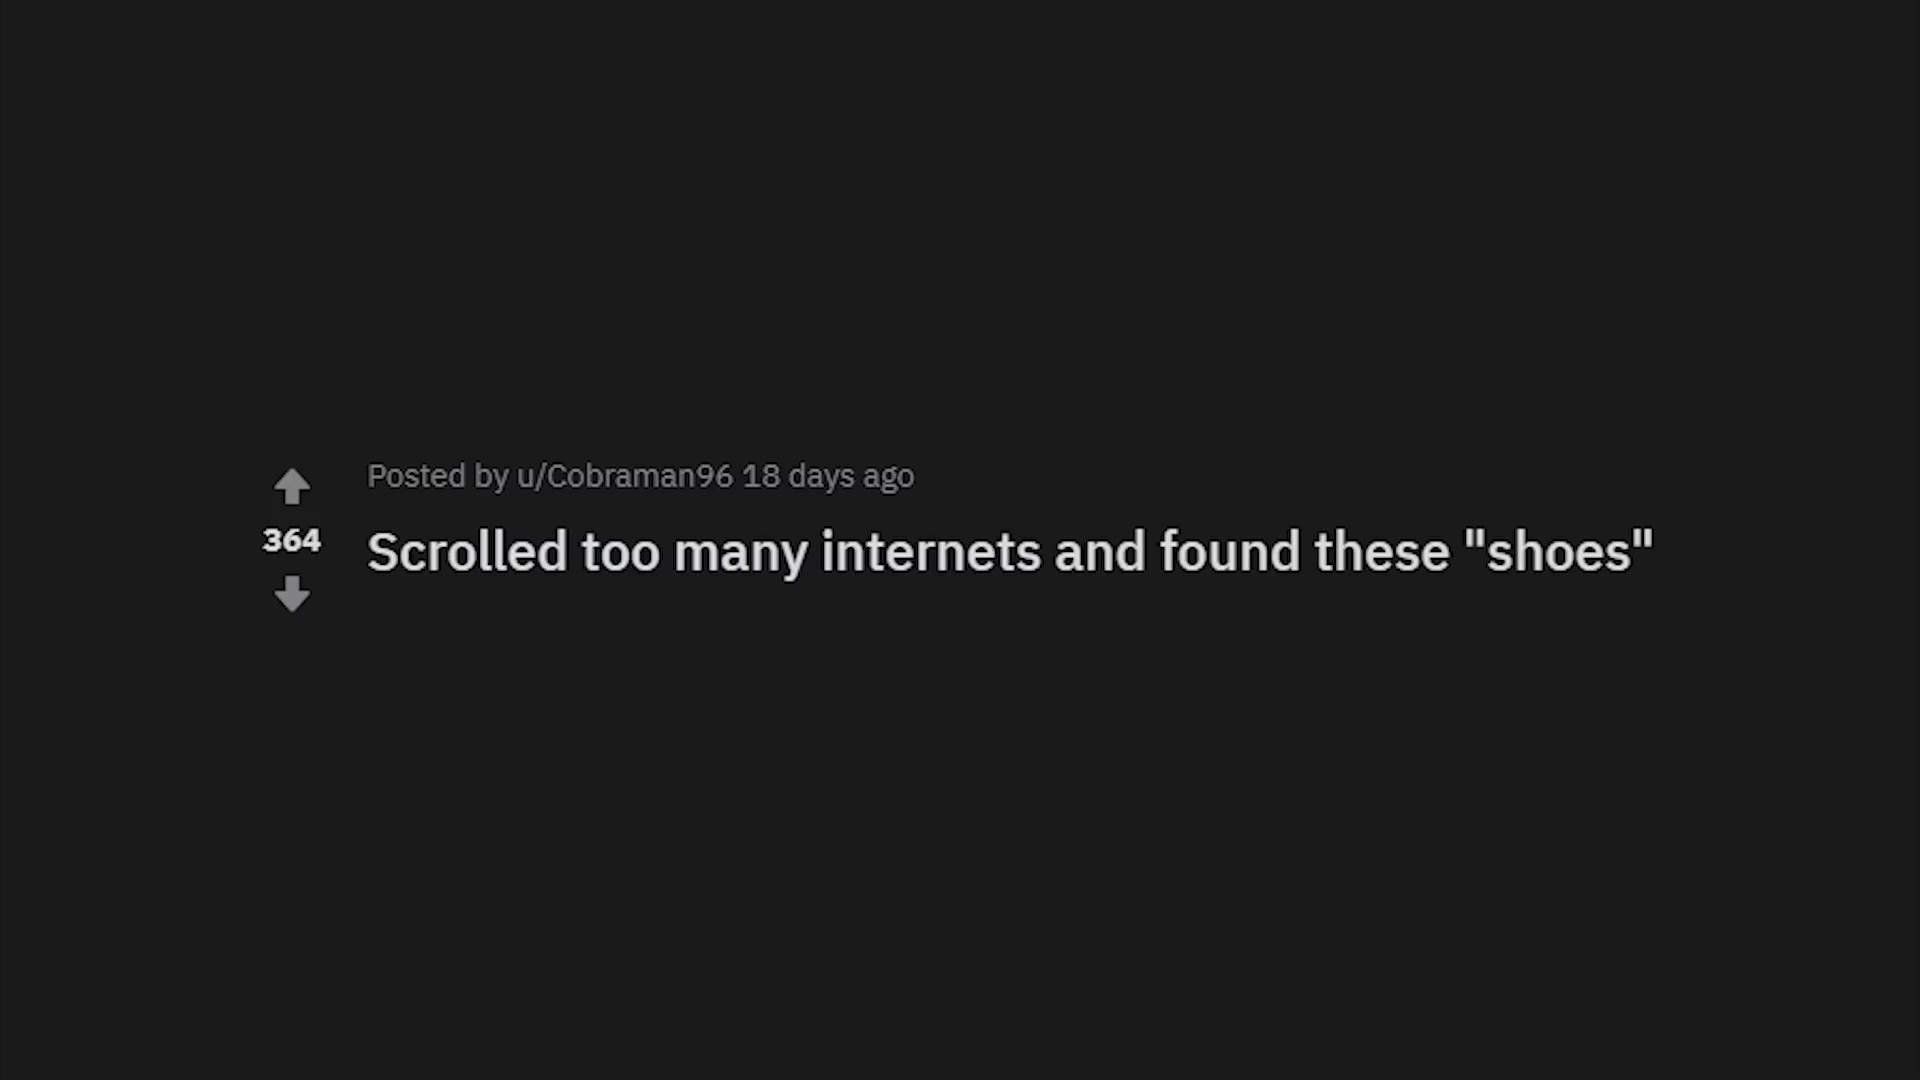 Posted by u/Cobraman96 18 days ago
364
Scrolled too many internets and found these "shoes"